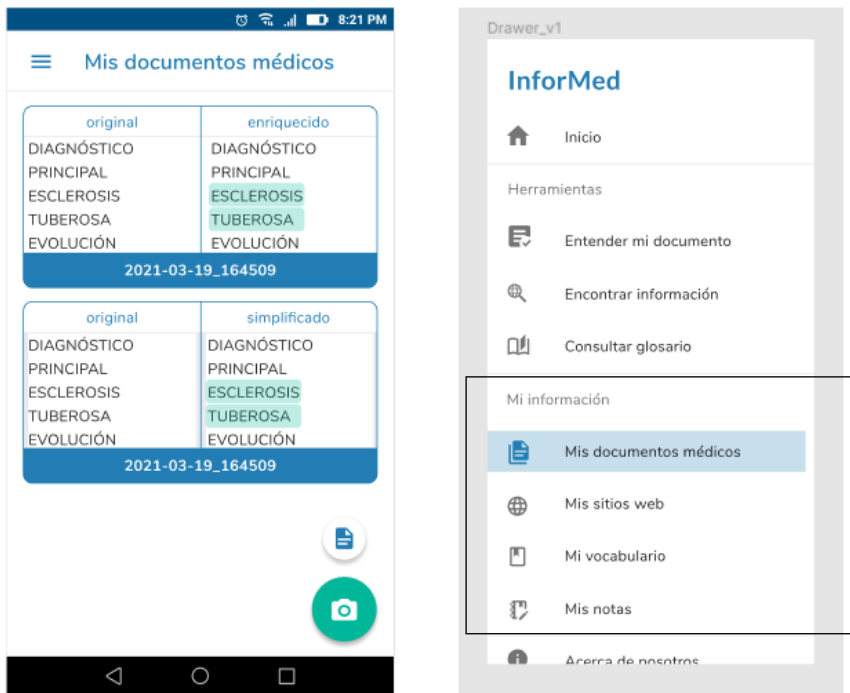 8:21 PM
Mis documentos médicos
original
enriquecido
DIAGNÓSTICO
PRINCIPAL
ESCLEROSIS
TUBEROSA
EVOLUCIÓN
DIAGNÓSTICO
PRINCIPAL
ESCLEROSIS
TUBEROSA
EVOLUCIÓN
2021-03-19_164509
original
simplificado
DIAGNÓSTICO
PRINCIPAL
ESCLEROSIS
TUBEROSA
EVOLUCIÓN
DIAGNÓSTICO
PRINCIPAL
ESCLEROSIS
TUBEROSA
EVOLUCIÓN
2021-03-19_164509
Drawer_v1
InforMed
Inicio
Herramientas
Entender mi documento
Encontrar información
Consultar glosario
Mi información
Mis documentos médicos
Mis sitios web
Mi vocabulario
Mis notas
Acerca de nosotros